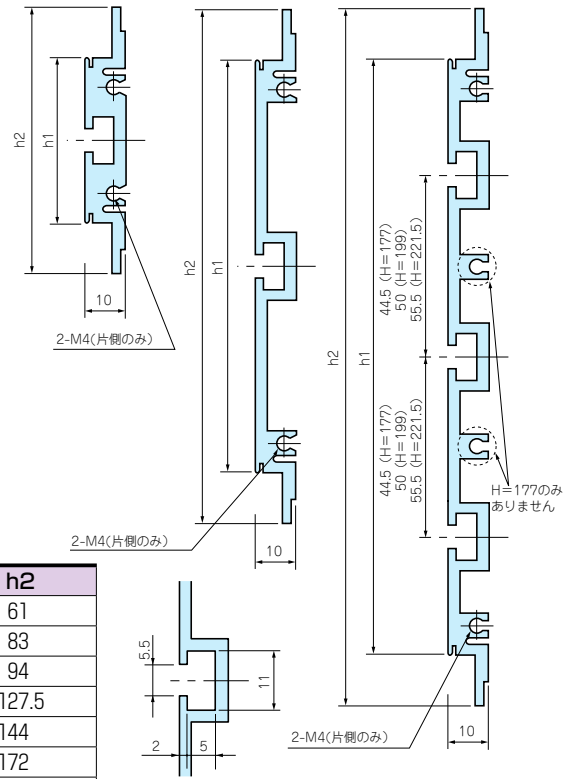 h2
h1
10
2-M4(片側のみ)
h2
h1
2-M4(片側のみ)
10
h2
h1
44.5 (H=177)
50 (H=199)
55.5 (H=221.5)
44.5 (H=177)
50 (H=199)
55.5 (H=221.5)
H=177のみ
ありません
2-M4(片側のみ)
10
5.5
11
2
5
h2
61
83
94
127.5
144
172